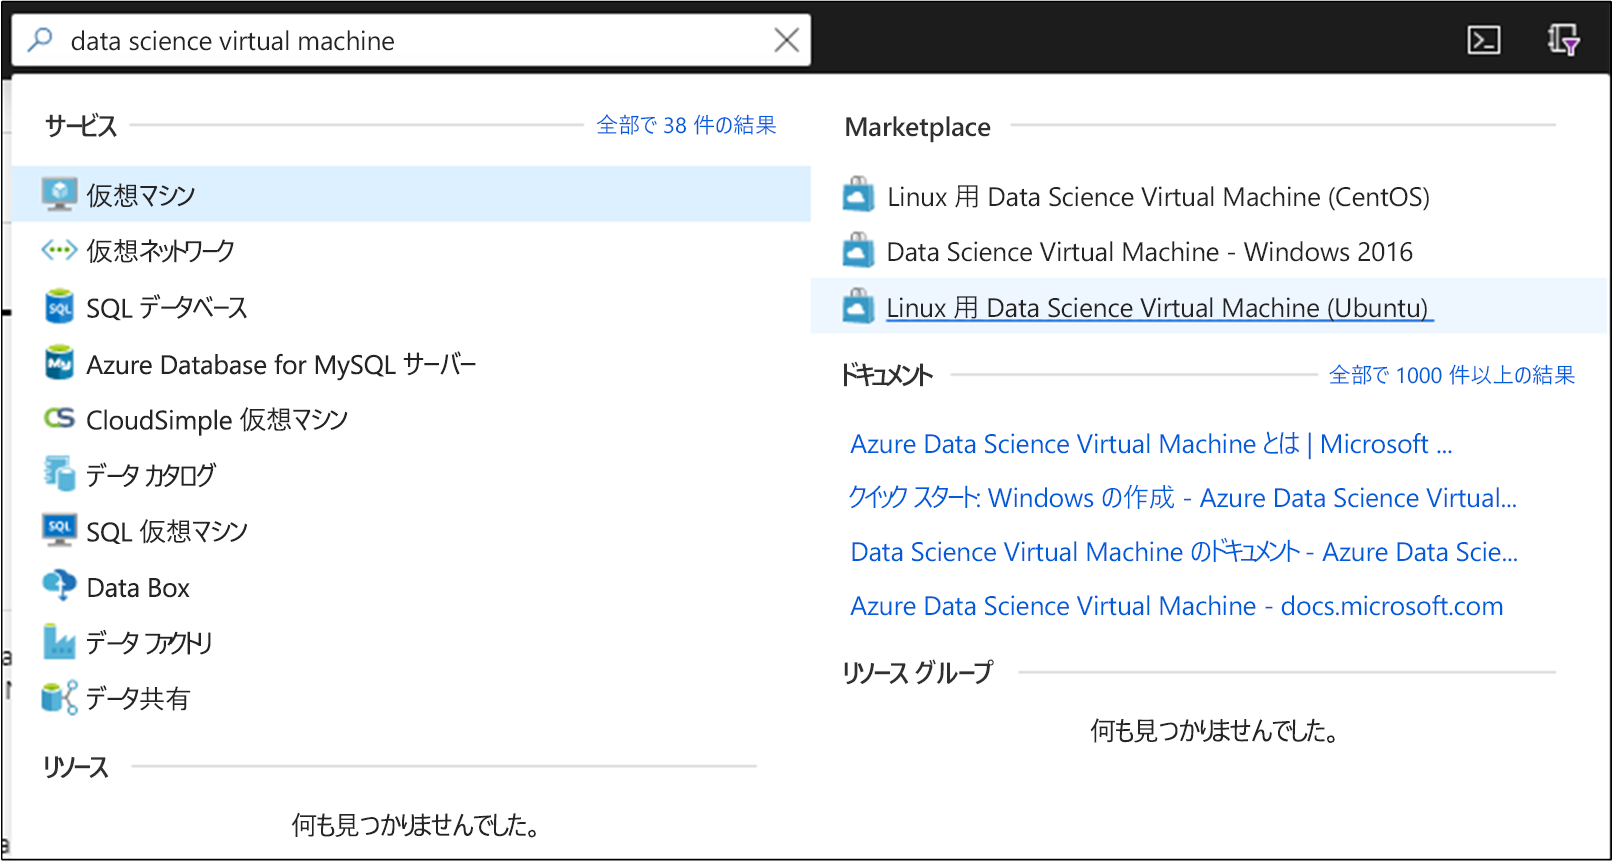 data science virtual machine
サービス 全部で 38 件の結果
仮想マシン
仮想ネットワーク
SQL データベース
Azure Database for MySQL サーバー
CloudSimple 仮想マシン
データ カタログ
SQL 仮想マシン
Data Box
データ ファクトリ
データ共有
リソース
何も見つかりませんでした。
Marketplace
Linux 用 Data Science Virtual Machine (CentOS)
Data Science Virtual Machine - Windows 2016
Linux 用 Data Science Virtual Machine (Ubuntu)
ドキュメント 全部で 1000 件以上の結果
Azure Data Science Virtual Machine とは | Microsoft ...
クイック スタート: Windows の作成 - Azure Data Science Virtual...
Data Science Virtual Machine のドキュメント - Azure Data Scie...
Azure Data Science Virtual Machine - docs.microsoft.com
リソース グループ
何も見つかりませんでした。